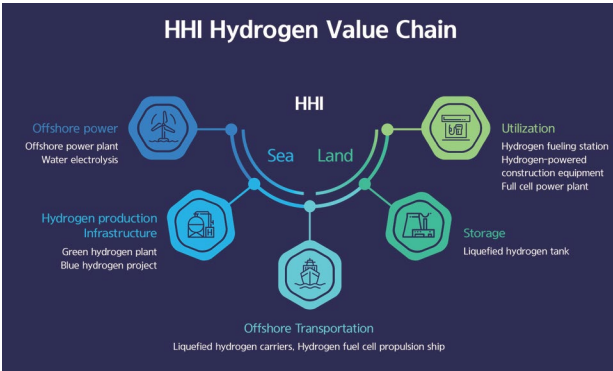 HHI Hydrogen Value Chain
HHI
Sea
Land
Offshore power
Offshore power plant
Water electrolysis
Hydrogen production
Infrastructure
Green hydrogen plant
Blue hydrogen project
Offshore Transportation
Liquefied hydrogen carriers, Hydrogen fuel cell propulsion ship
Storage
Liquefied hydrogen tank
Utilization
Hydrogen fueling station
Hydrogen-powered
construction equipment
Full cell power plant